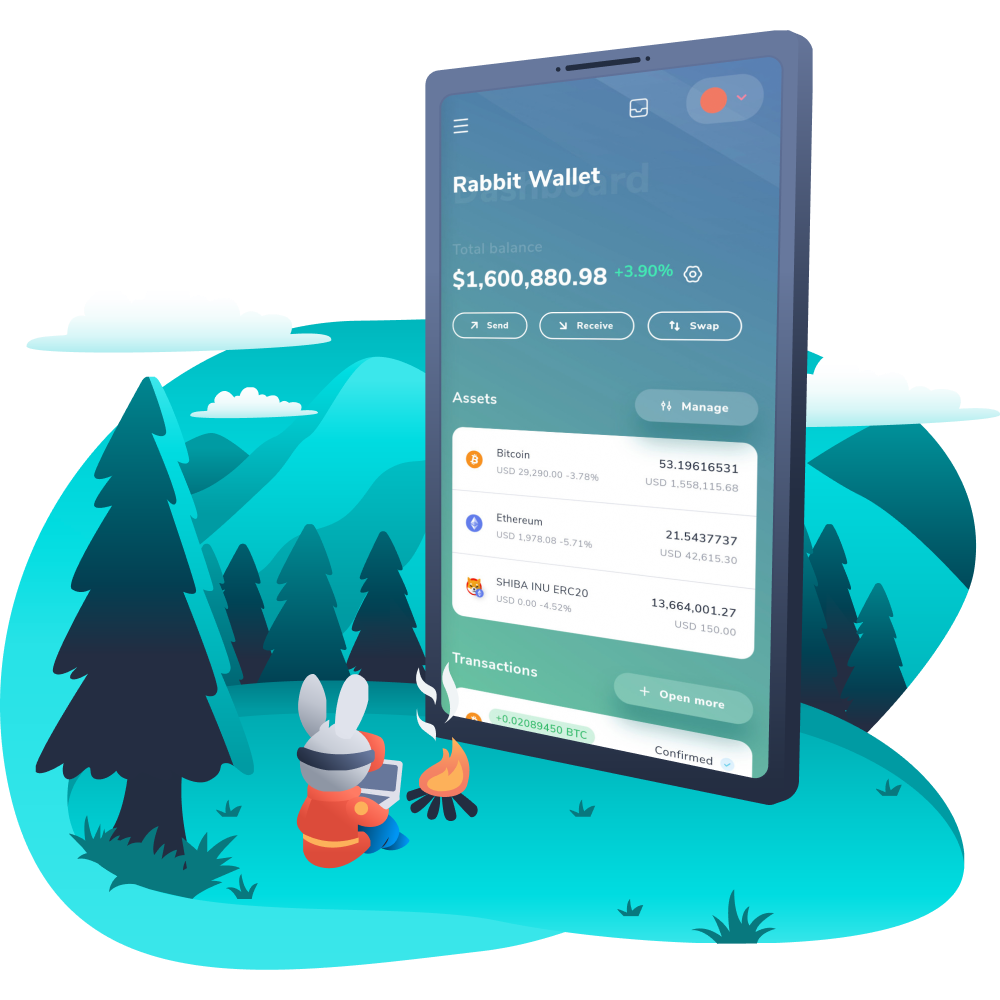 Rabbit Wallet
Dashboard
Total balance
$1,600,880.98 +3.90%
Send Receive Swap
Assets Manage
Bitcoin 53.19616531
USD 29,290.00 -3.78% USD 1,558,115.68
Ethereum 21.5437737
USD 1,978.08 -5.71% USD 42,615.30
SHIBA INU ERC20 13,664,001.27
USD 0.00 -4.52% USD 150.00
Transactions Open more
+0.02089450 BTC Confirmed